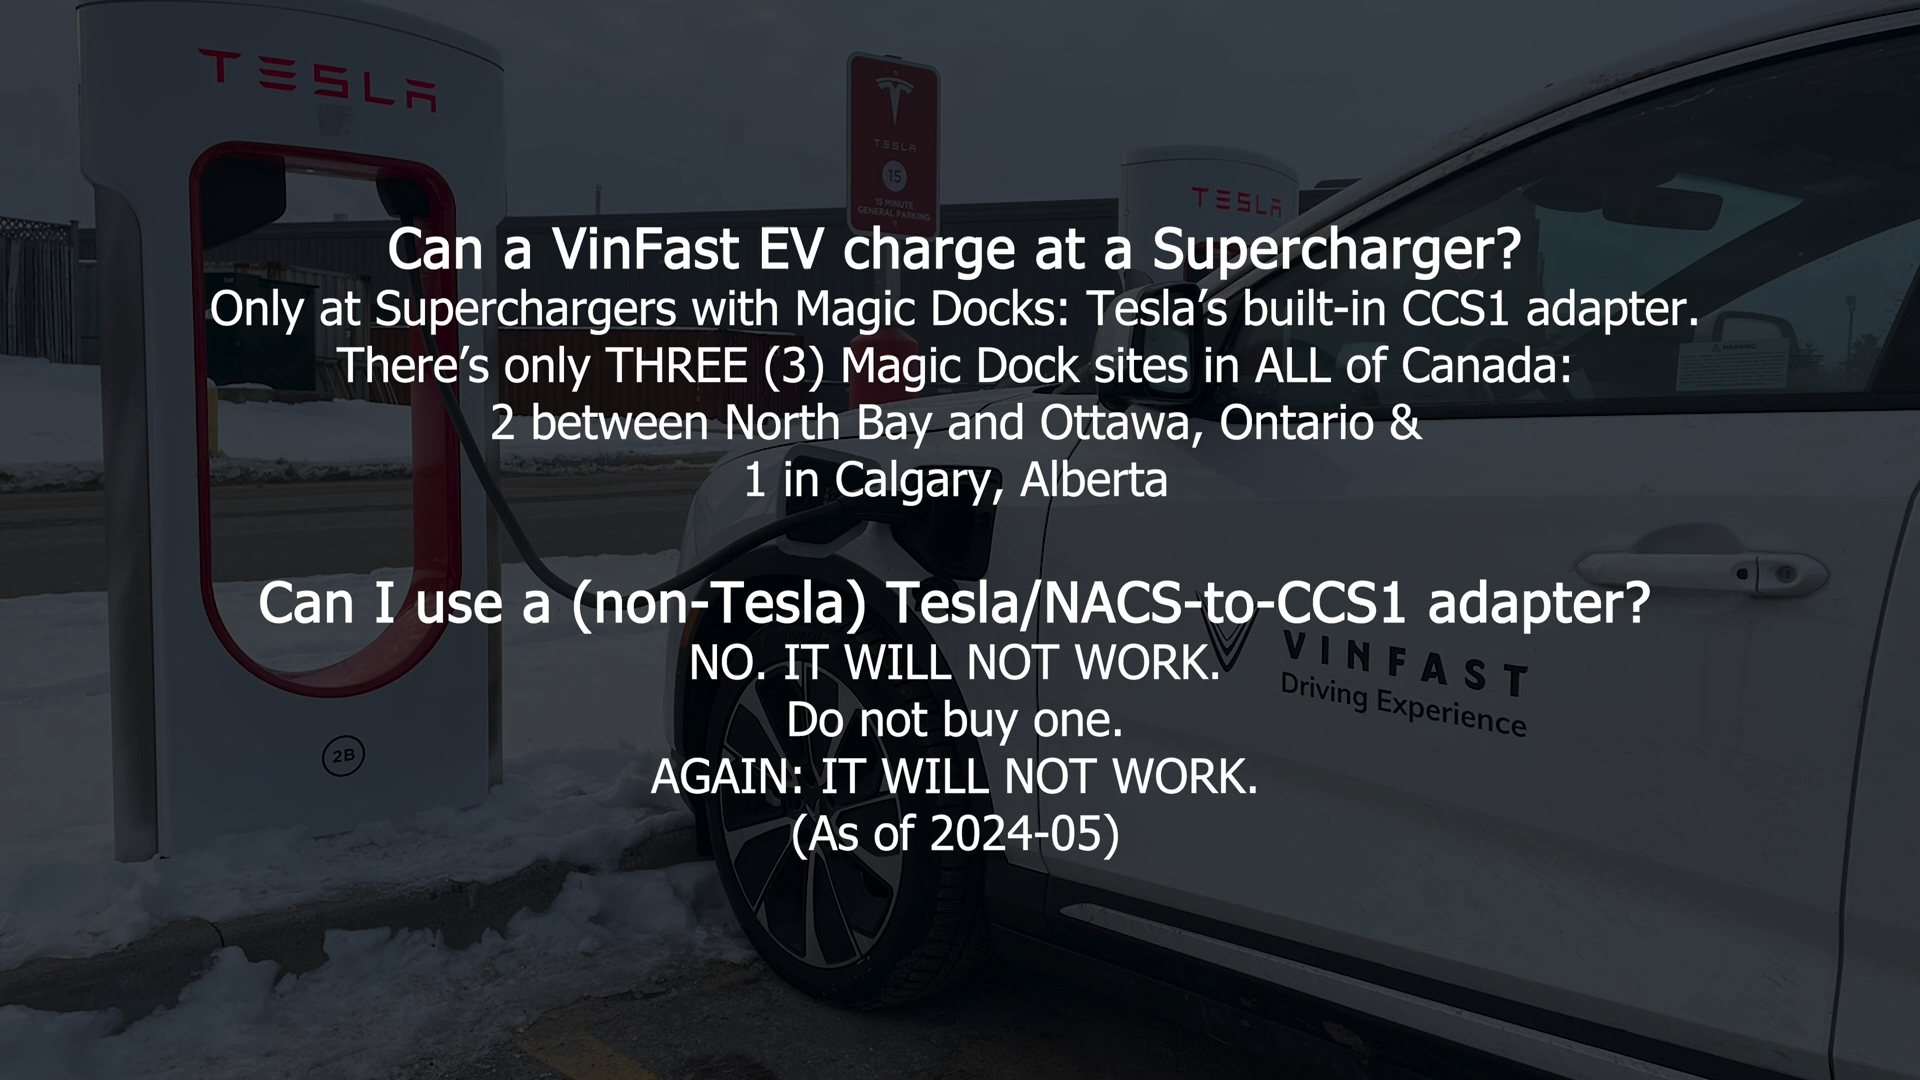 TESLA
TESLA
15
15 MINUTE
GENERAL PARKING
TESLA
Can a VinFast EV charge at a Supercharger?
Only at Superchargers with Magic Docks: Tesla’s built-in CCS1 adapter.
There’s only THREE (3) Magic Dock sites in ALL of Canada:
WARNING
2 between North Bay and Ottawa, Ontario &
1 in Calgary, Alberta
Can I use a (non-Tesla) Tesla/NACS-to-CCS1 adapter?
NO. IT WILL NOT WORK.
VINFAST
Driving Experience
Do not buy one.
2B
AGAIN: IT WILL NOT WORK.
(As of 2024-05)